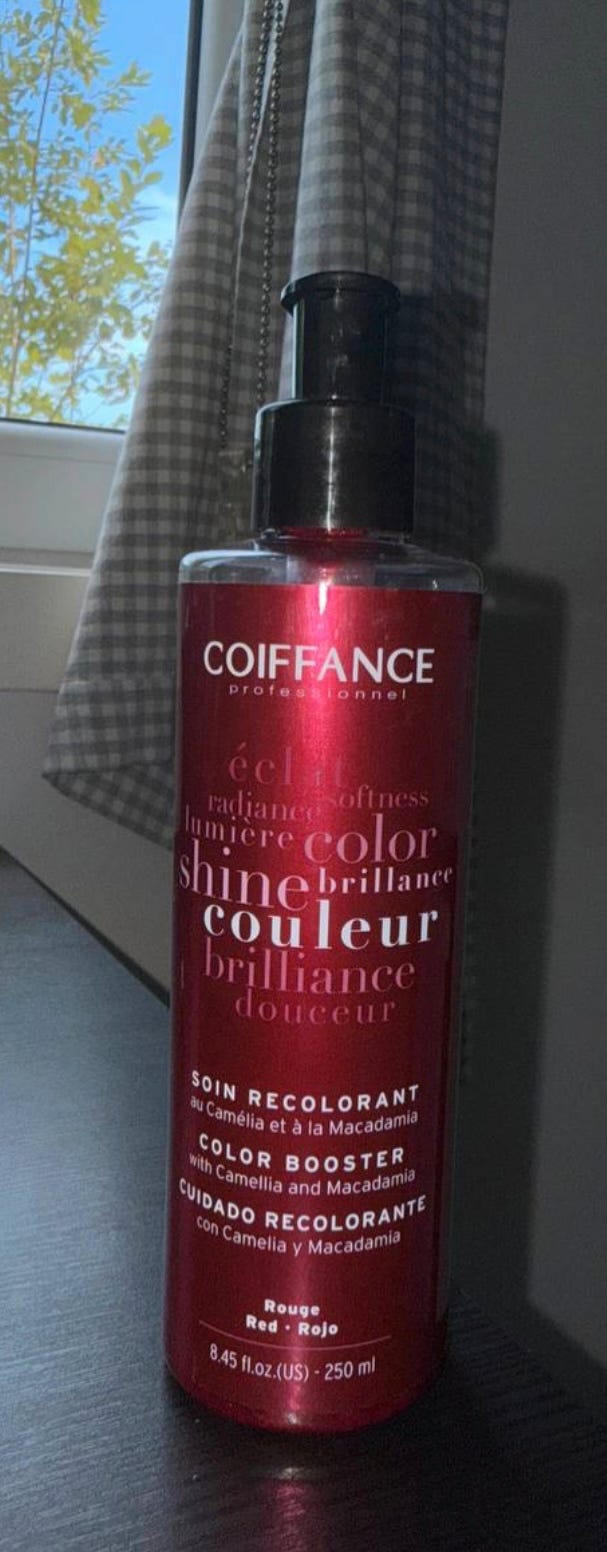 COIFFANCE
professionnel
éclat
radiance softness
lumière color
shine brillance
couleur
brilliance
douceur
SOIN RECOLORANT
au Camélia et à la Macadamia
COLOR BOOSTER
with Camellia and Macadamia
CUIDADO RECOLORANTE
con Camelia y Macadamia
Rouge
Red · Rojo
8.45 fl.oz.(US) - 250 ml